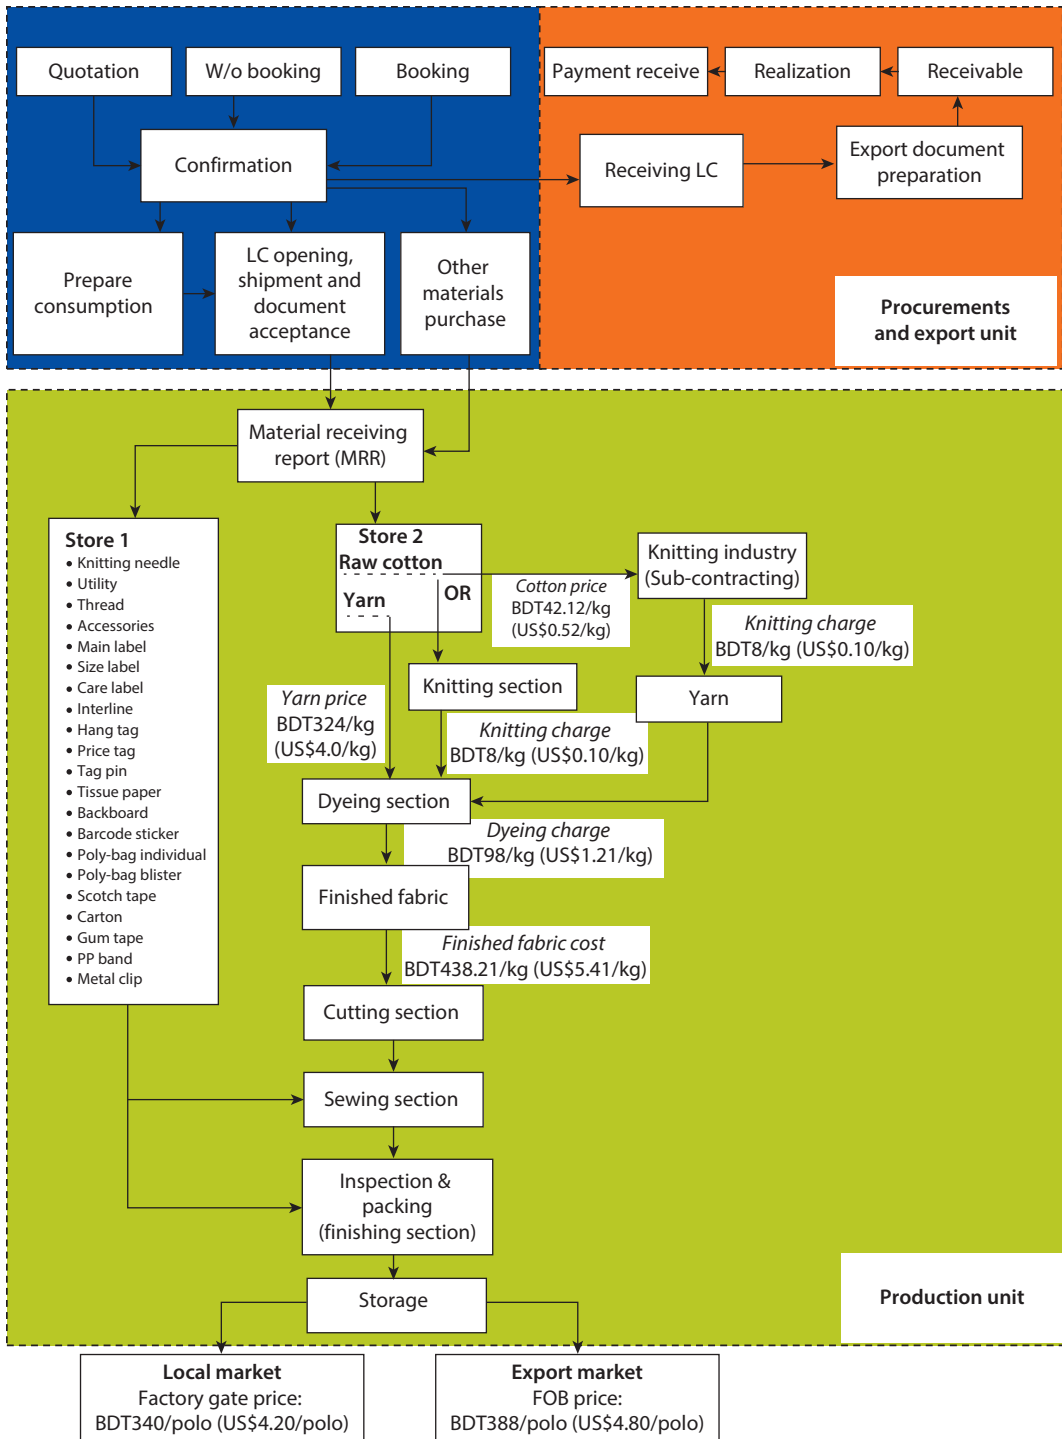 Quotation
W/o booking
Booking
Payment receive
Realization
Receivable
Confirmation
Receiving LC
Export document
preparation
Prepare
consumption
LC opening,
shipment and
document
acceptance
Other
materials
purchase
Procurements
and export unit
Material receiving
report (MRR)
Store 1
• Knitting needle
• Utility
• Thread
• Accessories
• Main label
• Size label
• Care label
• Interline
• Hang tag
• Price tag
• Tag pin
• Tissue paper
• Backboard
• Barcode sticker
• Poly-bag individual
• Poly-bag blister
• Scotch tape
• Carton
• Gum tape
• PP band
• Metal clip
Store 2
Raw cotton
OR
Yarn
Cotton price
BDT42.12/kg
(US$0.52/kg)
Knitting industry
(Sub-contracting)
Knitting charge
BDT8/kg (US$0.10/kg)
Yarn
Knitting section
Yarn price
BDT324/kg
(US$4.0/kg)
Knitting charge
BDT8/kg (US$0.10/kg)
Dyeing section
Dyeing charge
BDT98/kg (US$1.21/kg)
Finished fabric
Finished fabric cost
BDT438.21/kg (US$5.41/kg)
Cutting section
Sewing section
Inspection &
packing
(finishing section)
Storage
Production unit
Local market
Factory gate price:
BDT340/polo (US$4.20/polo)
Export market
FOB price:
BDT388/polo (US$4.80/polo)